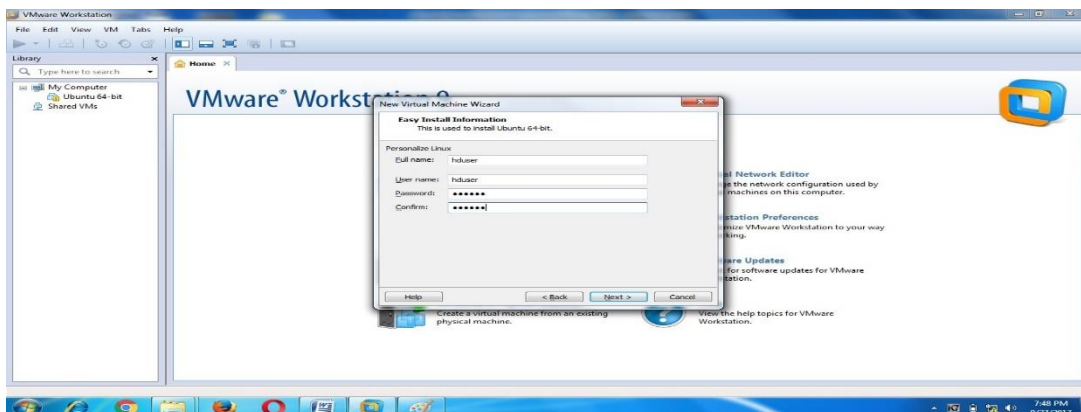 VMware Workstation
File Edit View VM Tabs Help
Library
Type here to search
My Computer
Ubuntu 64-bit
Shared VMs
Home
VMware® Workst
New Virtual Machine Wizard
Easy Install Information
This is used to install Ubuntu 64-bit.
Personalize Linux
Full name: hduser
User name: hduser
Password: ●●●●●●
Confirm: ●●●●●●
Help < Back Next > Cancel
al Network Editor
e the network configuration used by
machines on this computer.
station Preferences
mize VMware Workstation to your way
king.
are Updates
for software updates for VMware
tation.
Create a virtual machine from an existing
physical machine.
View the help topics for VMware
Workstation.
7:48 PM